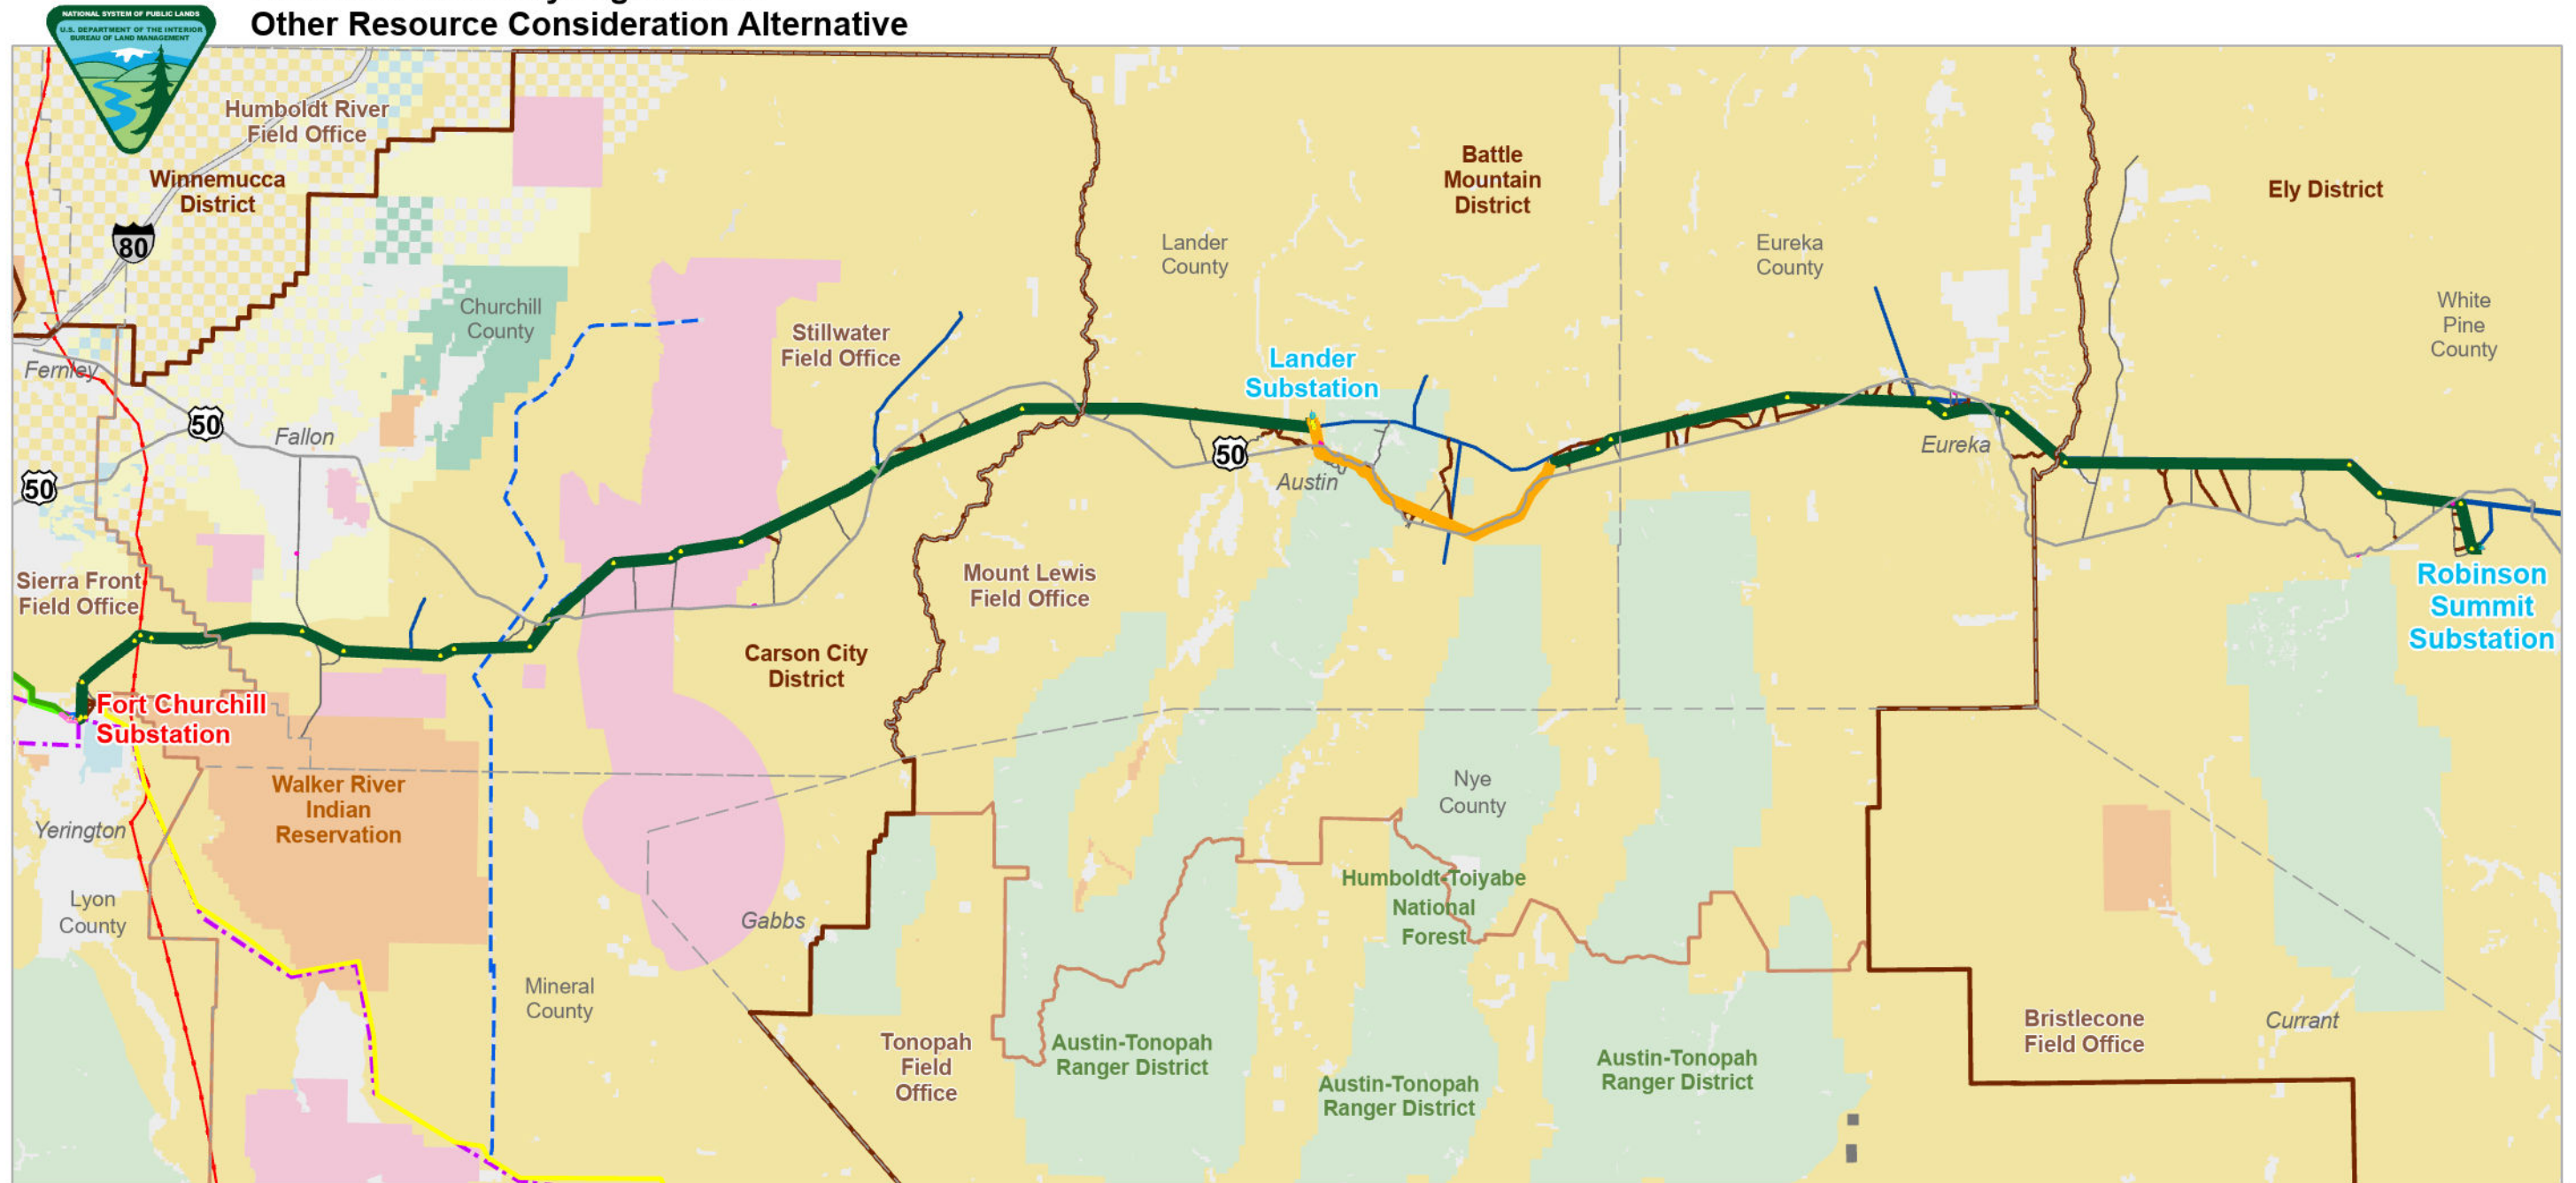 Other Resource Consideration Alternative
NATIONAL SYSTEM OF PUBLIC LANDS
U.S. DEPARTMENT OF THE INTERIOR
BUREAU OF LAND MANAGEMENT
Humboldt River
Field Office
Winnemucca
District
80
Battle
Mountain
District
Ely District
Lander
County
Eureka
County
Churchill
County
White
Pine
County
Stillwater
Field Office
Fernley
Lander
Substation
50
Fallon
50
Austin
Eureka
50
Sierra Front
Field Office
Mount Lewis
Field Office
Robinson
Summit
Substation
Carson City
District
Fort Churchill
Substation
Walker River
Indian
Reservation
Nye
County
Yerington
Humboldt-Toiyabe
National
Forest
Lyon
County
Gabbs
Mineral
County
Tonopah
Field
Office
Austin-Tonopah
Ranger District
Austin-Tonopah
Ranger District
Austin-Tonopah
Ranger District
Bristlecone
Field Office
Currant